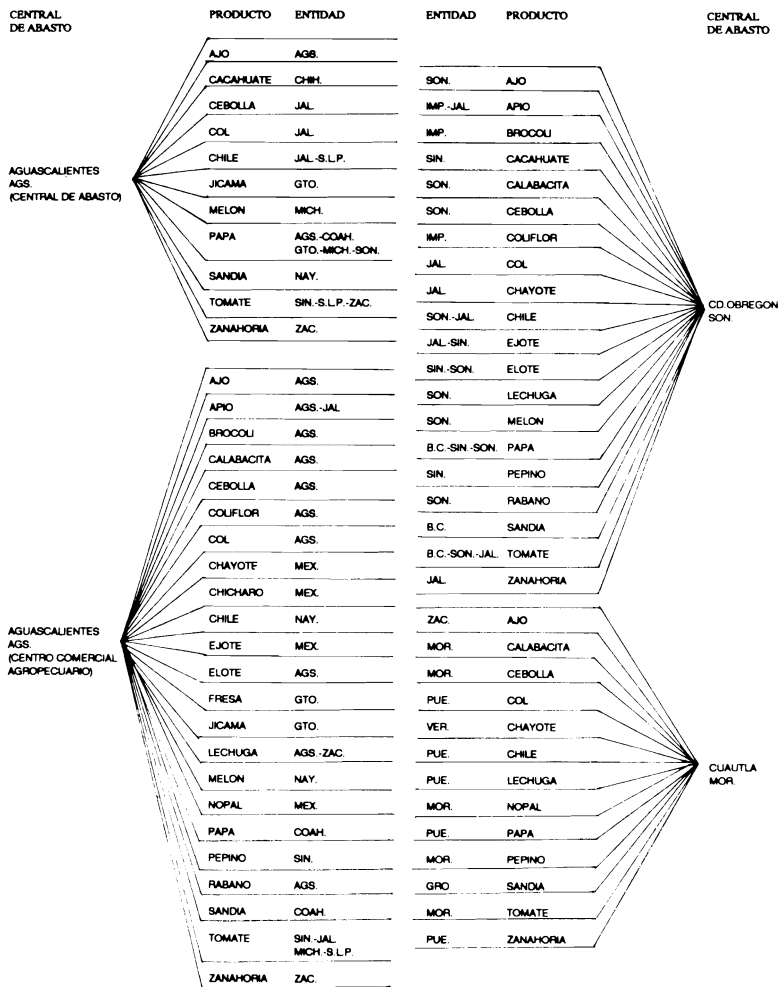 CENTRAL
DE ABASTO
PRODUCTO ENTIDAD
AJO AGS.
CACAHUATE CHIH.
CEBOLLA JAL.
COL JAL.
CHILE JAL.-S.L.P.
JICAMA GTO.
MELON MICH.
PAPA AGS.-COAH.
GTO.-MICH.-SON.
SANDIA NAY.
TOMATE SIN.-S.L.P.-ZAC.
ZANAHORIA ZAC.
AGUASCALIENTES
AGS.
(CENTRAL DE ABASTO)
AJO AGS.
APIO AGS.-JAL
BROCOLI AGS.
CALABACITA AGS.
CEBOLLA AGS.
COLIFLOR AGS.
COL AGS.
CHAYOTE MEX.
CHICHARO MEX.
CHILE NAY.
EJOTE MEX.
ELOTE AGS.
FRESA GTO.
JICAMA GTO.
LECHUGA AGS.-ZAC.
MELON NAY.
NOPAL MEX.
PAPA COAH.
PEPINO SIN.
RABANO AGS.
SANDIA COAH.
TOMATE SIN.-JAL.
MICH.-S.L.P.
ZANAHORIA ZAC.
AGUASCALIENTES
AGS.
(CENTRO COMERCIAL
AGROPECUARIO)
ENTIDAD PRODUCTO
CENTRAL
DE ABASTO
SON. AJO
IMP.-JAL APIO
IMP. BROCOLI
SIN. CACAHUATE
SON. CALABACITA
SON. CEBOLLA
IMP. COLIFLOR
JAL. COL
JAL. CHAYOTE
SON.-JAL. CHILE
JAL.-SIN. EJOTE
SIN.-SON. ELOTE
SON. LECHUGA
SON. MELON
B.C.-SIN.-SON. PAPA
SIN. PEPINO
SON. RABANO
B.C. SANDIA
B.C.-SON.-JAL. TOMATE
JAL. ZANAHORIA
CD.OBREGON
SON.
ZAC. AJO
MOR. CALABACITA
MOR. CEBOLLA
PUE. COL
VER. CHAYOTE
PUE. CHILE
PUE. LECHUGA
MOR. NOPAL
PUE. PAPA
MOR. PEPINO
GRO SANDIA
MOR. TOMATE
PUE. ZANAHORIA
CUAUTLA
MOR.